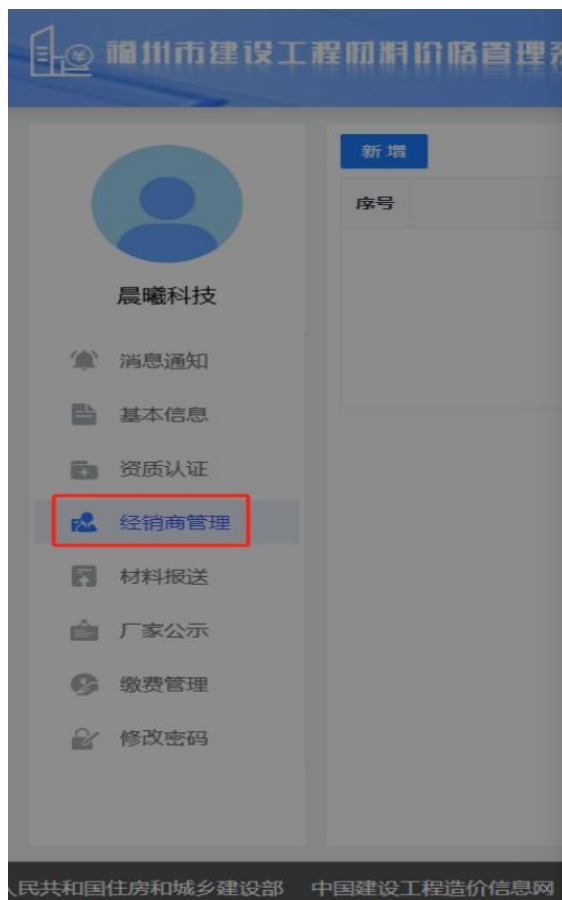 福州市建设工程材料价格管理系
新增
序号
晨曦科技
消息通知
基本信息
资质认证
经销商管理
材料报送
厂家公示
缴费管理
修改密码
人民共和国住房和城乡建设部 中国建设工程造价信息网